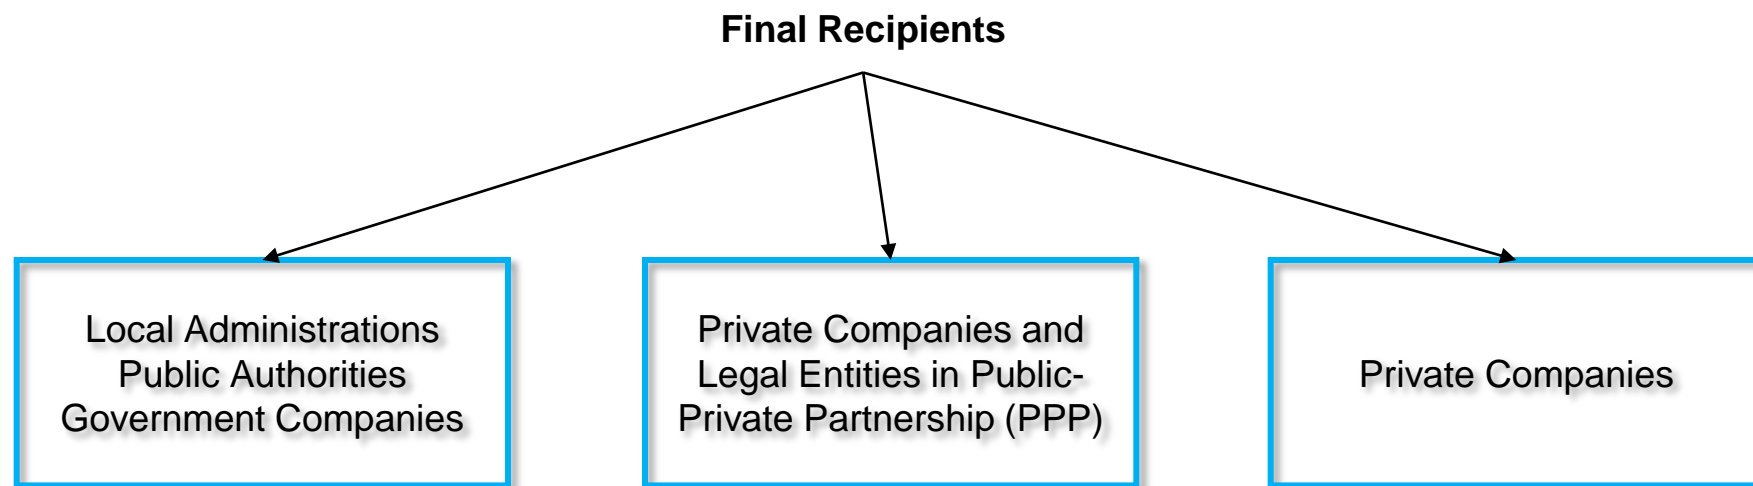 Final Recipients
Local Administrations
Public Authorities
Government Companies
Private Companies and
Legal Entities in Public-
Private Partnership (PPP)
Private Companies